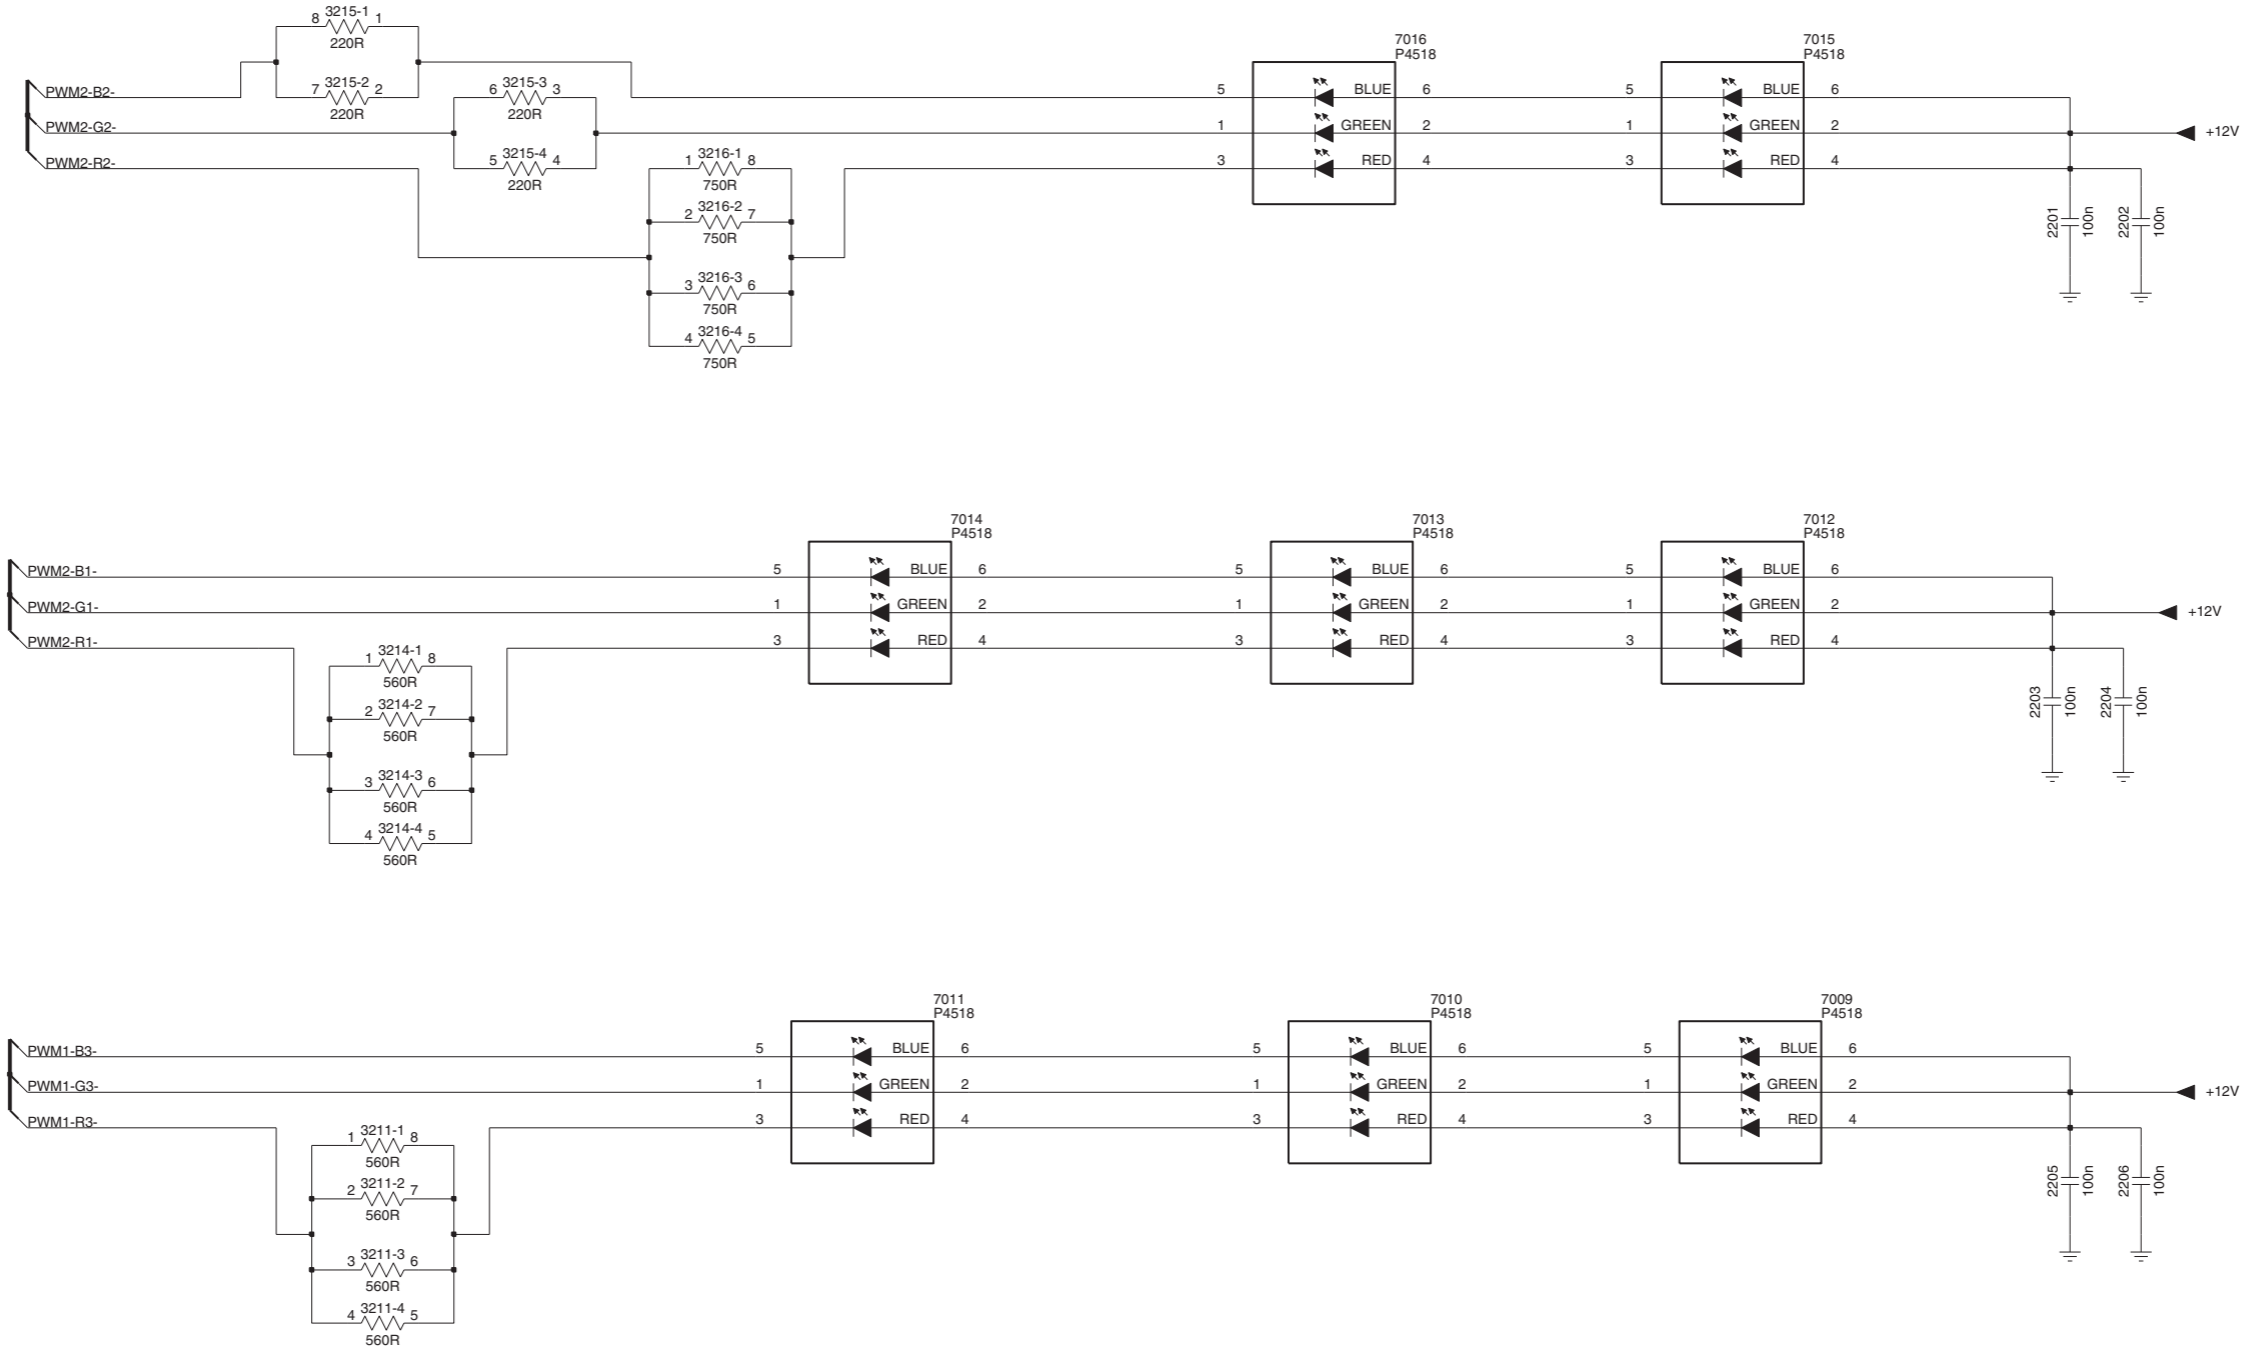 3215-1
8 1
220R
3215-2
7 2
220R
3215-3
6 3
220R
3215-4
5 4
220R
3216-1
1 8
750R
3216-2
2 7
750R
3216-3
3 6
750R
3216-4
4 5
750R
PWM2-B2-
PWM2-G2-
PWM2-R2-
7016
P4518
5 BLUE 6
1 GREEN 2
3 RED 4
7015
P4518
5 BLUE 6
1 GREEN 2
3 RED 4
+12V
2201
100n
2202
100n
PWM2-B1-
PWM2-G1-
PWM2-R1-
3214-1
1 8
560R
3214-2
2 7
560R
3214-3
3 6
560R
3214-4
4 5
560R
7014
P4518
5 BLUE 6
1 GREEN 2
3 RED 4
7013
P4518
5 BLUE 6
1 GREEN 2
3 RED 4
7012
P4518
5 BLUE 6
1 GREEN 2
3 RED 4
+12V
2203
100n
2204
100n
PWM1-B3-
PWM1-G3-
PWM1-R3-
3211-1
1 8
560R
3211-2
2 7
560R
3211-3
3 6
560R
3211-4
4 5
560R
7011
P4518
5 BLUE 6
1 GREEN 2
3 RED 4
7010
P4518
5 BLUE 6
1 GREEN 2
3 RED 4
7009
P4518
5 BLUE 6
1 GREEN 2
3 RED 4
+12V
2205
100n
2206
100n